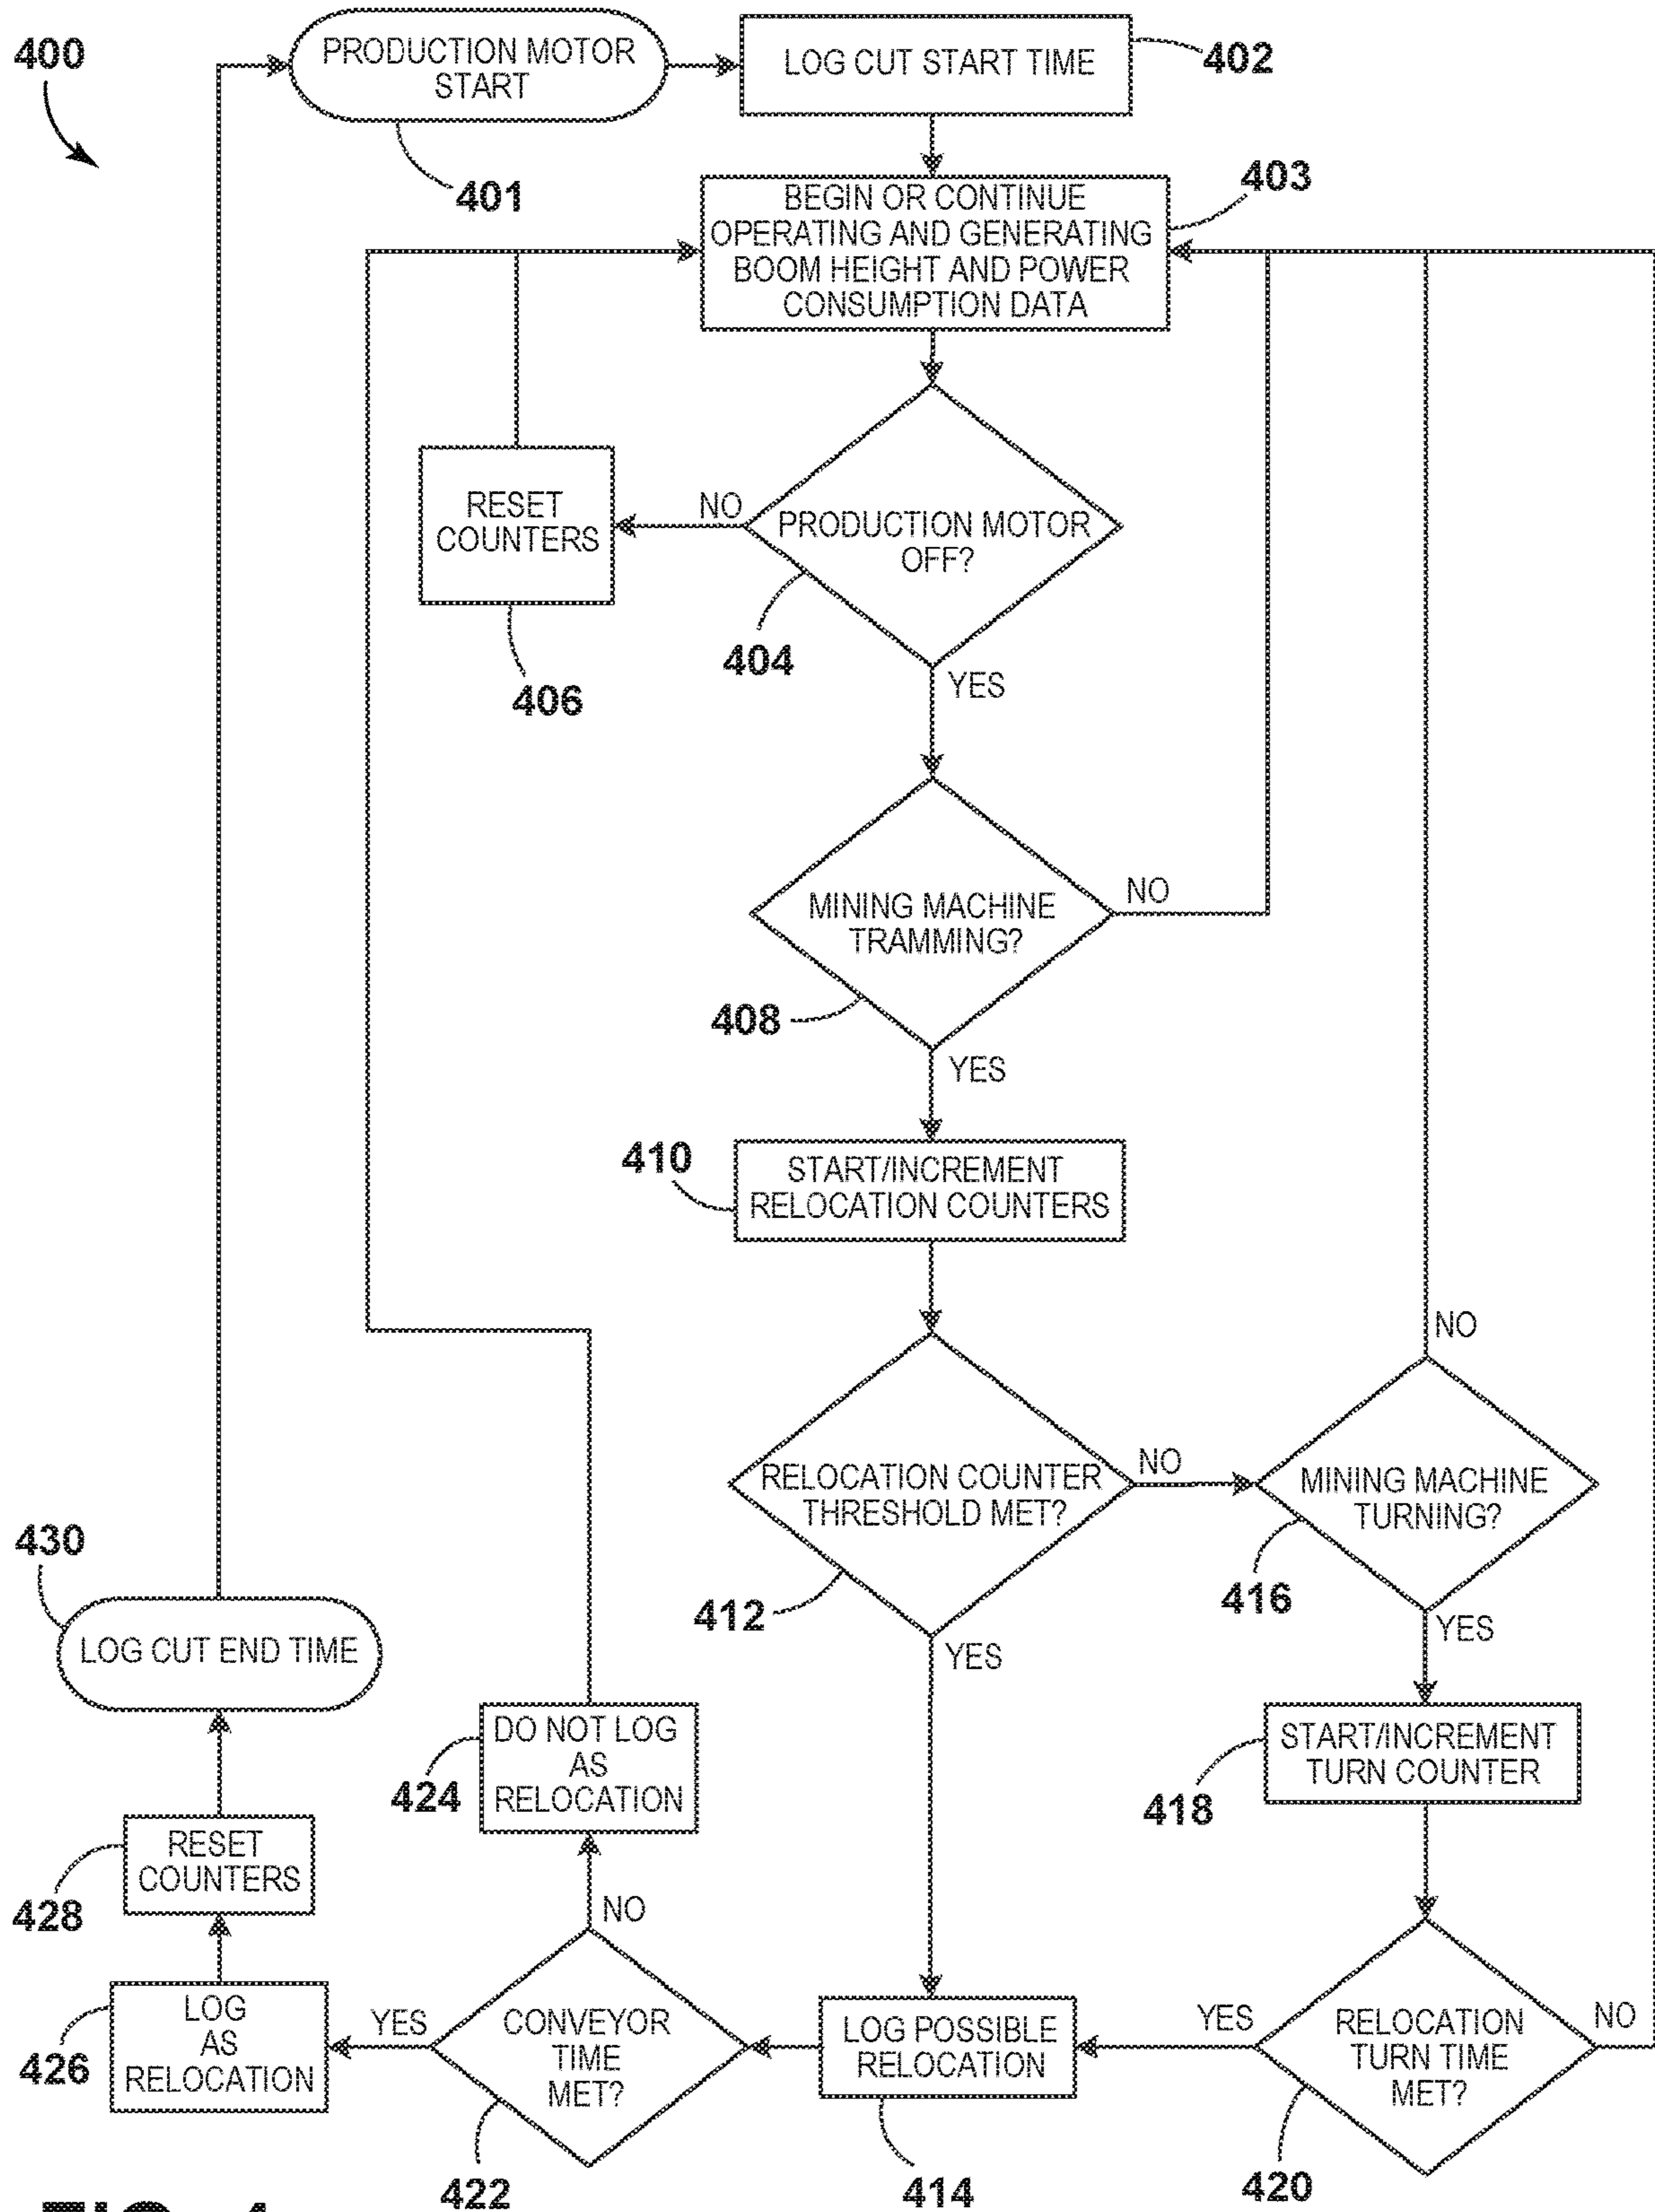 400
PRODUCTION MOTOR
START
401
LOG CUT START TIME
402
BEGIN OR CONTINUE
OPERATING AND GENERATING
BOOM HEIGHT AND POWER
CONSUMPTION DATA
403
PRODUCTION MOTOR
OFF?
404
NO
YES
RESET
COUNTERS
406
MINING MACHINE
TRAMMING?
408
NO
YES
410
START/INCREMENT
RELOCATION COUNTERS
RELOCATION COUNTER
THRESHOLD MET?
412
NO
YES
MINING MACHINE
TURNING?
416
NO
YES
START/INCREMENT
TURN COUNTER
418
RELOCATION
TURN TIME
MET?
420
NO
YES
LOG POSSIBLE
RELOCATION
414
CONVEYOR
TIME
MET?
422
NO
YES
DO NOT LOG
AS
RELOCATION
424
LOG
AS
RELOCATION
426
RESET
COUNTERS
428
LOG CUT END TIME
430